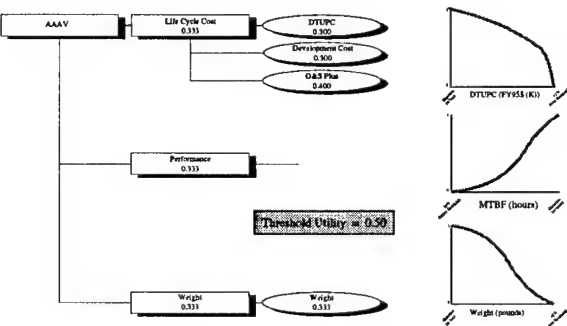 AAAV
Life Cycle Cost
0.333
DTUPC
0.300
Development Cost
0.300
O&S Plus
0.400
DTUPC (FY95$ (K))
Performance
0.333
MTBF (hours)
Threshold Utility = 0.50
Weight
0.333
Weight
0.333
Weight (pounds)